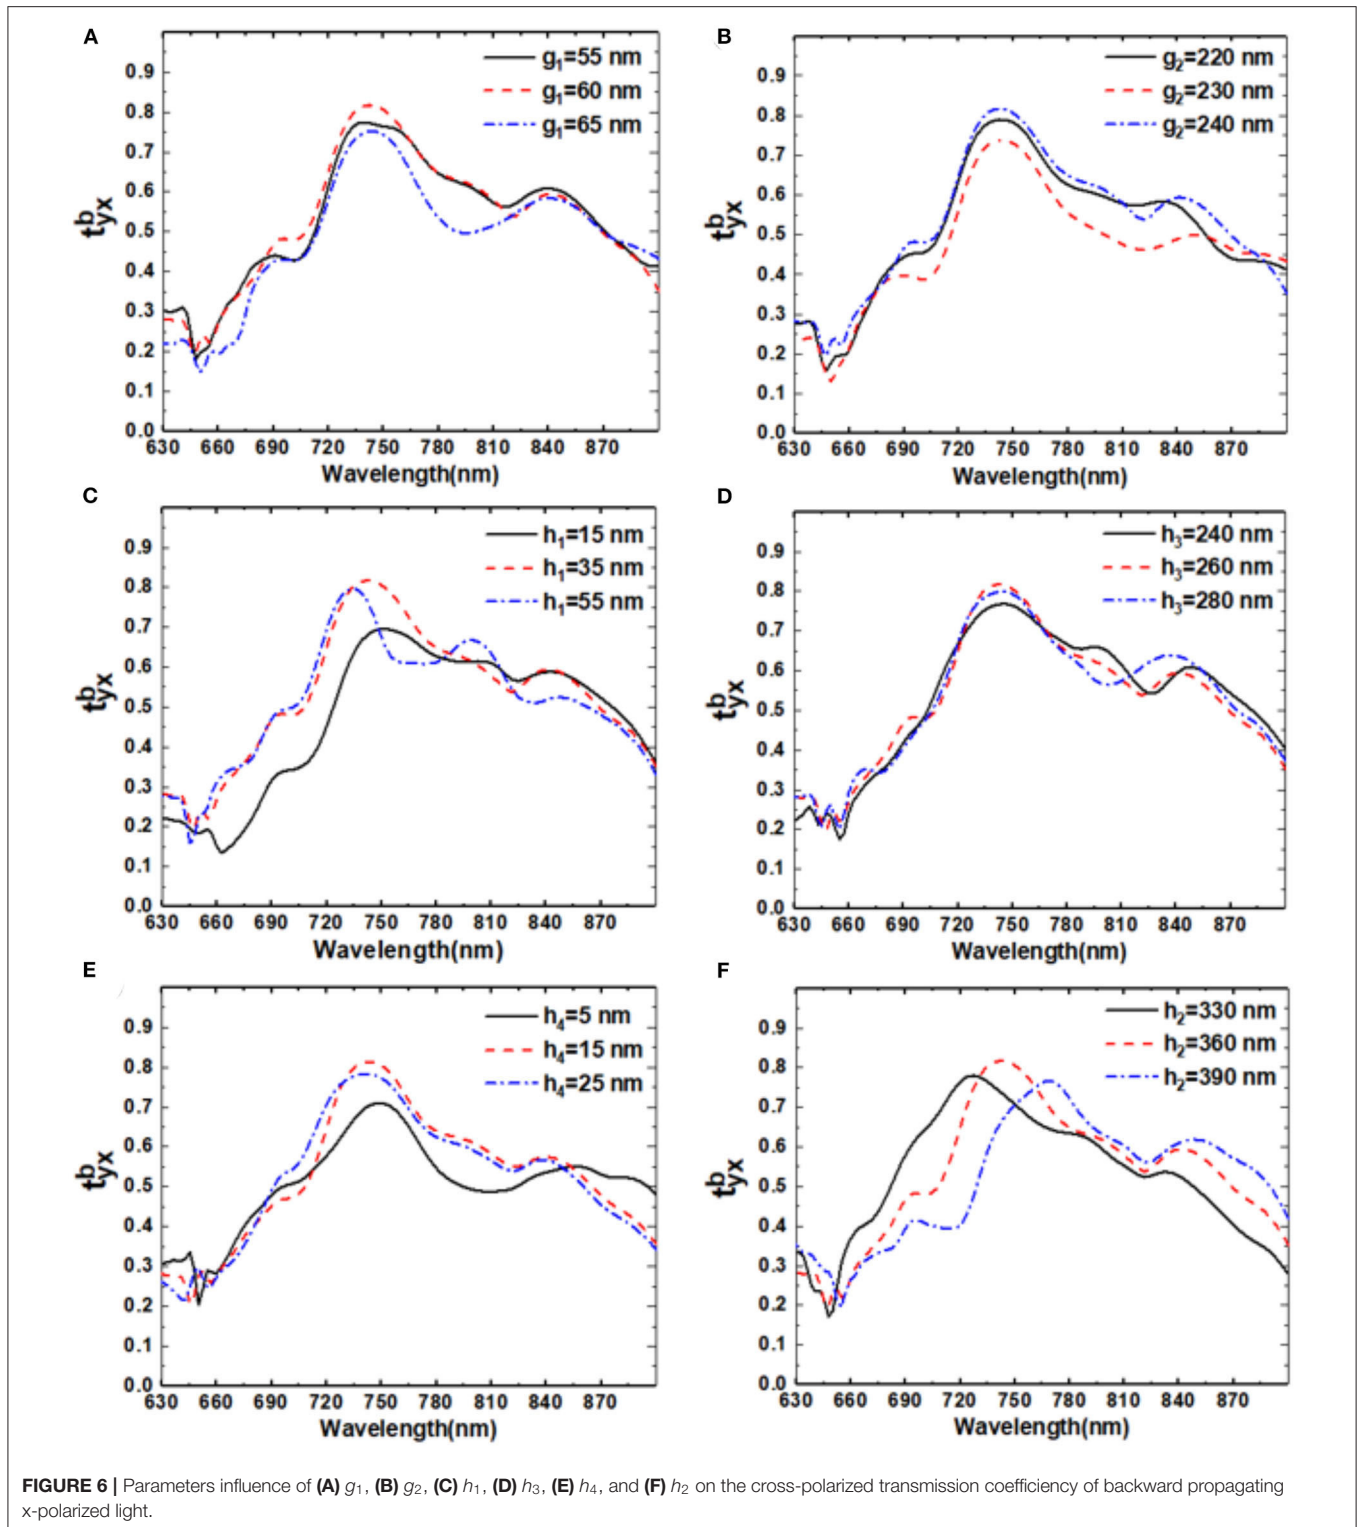 A
g1=55 nm
g1=60 nm
g1=65 nm
0.9
0.8
0.7
0.6
0.5
0.4
0.3
0.2
0.1
0.0
t^b_yx
630 660 690 720 750 780 810 840 870
Wavelength(nm)
B
g2=220 nm
g2=230 nm
g2=240 nm
0.9
0.8
0.7
0.6
0.5
0.4
0.3
0.2
0.1
0.0
t^b_yx
630 660 690 720 750 780 810 840 870
Wavelength(nm)
C
h1=15 nm
h1=35 nm
h1=55 nm
0.9
0.8
0.7
0.6
0.5
0.4
0.3
0.2
0.1
0.0
t^b_yx
630 660 690 720 750 780 810 840 870
Wavelength(nm)
D
h3=240 nm
h3=260 nm
h3=280 nm
0.9
0.8
0.7
0.6
0.5
0.4
0.3
0.2
0.1
0.0
t^b_yx
630 660 690 720 750 780 810 840 870
Wavelength(nm)
E
h4=5 nm
h4=15 nm
h4=25 nm
0.9
0.8
0.7
0.6
0.5
0.4
0.3
0.2
0.1
0.0
t^b_yx
630 660 690 720 750 780 810 840 870
Wavelength(nm)
F
h2=330 nm
h2=360 nm
h2=390 nm
0.9
0.8
0.7
0.6
0.5
0.4
0.3
0.2
0.1
0.0
t^b_yx
630 660 690 720 750 780 810 840 870
Wavelength(nm)
FIGURE 6 | Parameters influence of (A) g1, (B) g2, (C) h1, (D) h3, (E) h4, and (F) h2 on the cross-polarized transmission coefficiency of backward propagating
x-polarized light.